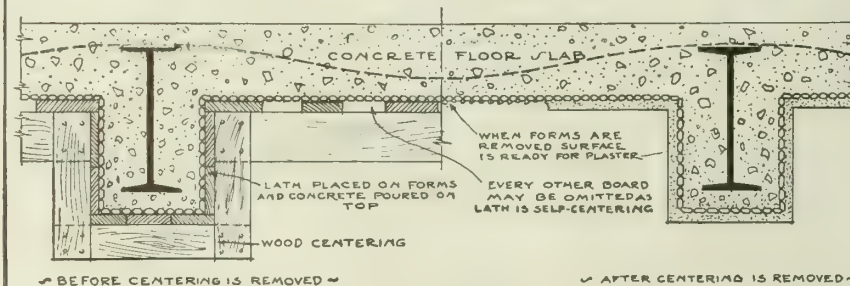 CONCRETE FLOOR SLAB
WHEN FORMS ARE
REMOVED SURFACE
IS READY FOR PLASTER
LATH PLACED ON FORMS
AND CONCRETE POURED ON
TOP
EVERY OTHER BOARD
MAY BE OMITTED AS
LATH IS SELF-CENTERING
WOOD CENTERING
~ BEFORE CENTERING IS REMOVED ~
~ AFTER CENTERING IS REMOVED ~